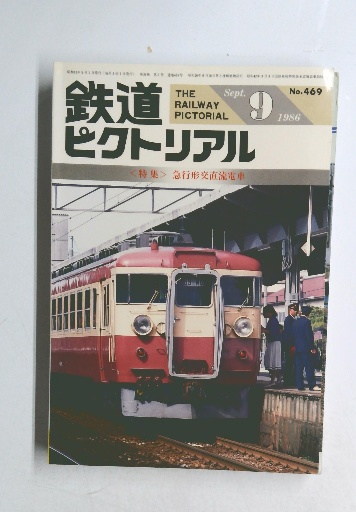 鉄道
ピクトリアル
THE
RAILWAY
PICTORIAL
Sept.
9
1986
No.469
＜特集＞ 急行形交直流電車